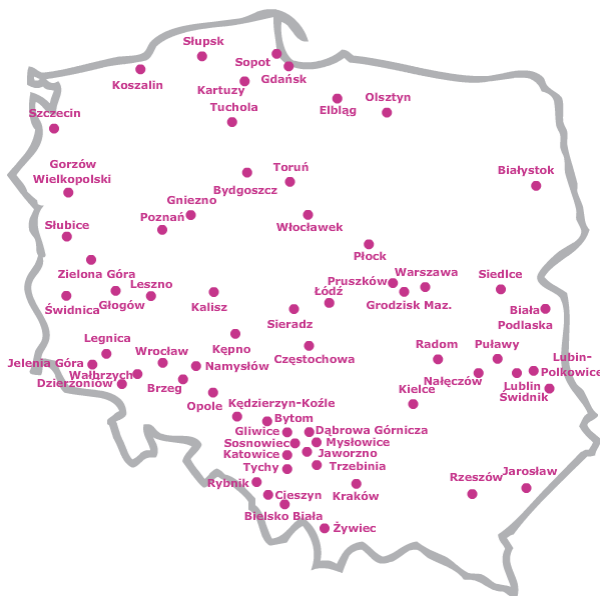 Słupsk
Sopot
Koszalin
Gdańsk
Kartuzy
Olsztyn
Tuchola
Elbląg
Szczecin
Gorzów
Wielkopolski
Toruń
Białystok
Bydgoszcz
Gniezno
Poznań
Włocławek
Słubice
Płock
Zielona Góra
Warszawa
Siedlce
Pruszków
Leszno
Łódź
Głogów
Grodzisk Maz.
Świdnica
Kalisz
Biała
Podlaska
Sieradz
Legnica
Kępno
Radom
Puławy
Wrocław
Częstochowa
Lubin-
Polkowice
Jelenia Góra
Namysłów
Wałbrzych
Nałęczów
Dzierżoniów
Brzeg
Lublin
Kielce
Świdnik
Opole
Kędzierzyn-Koźle
Bytom
Gliwice
Dąbrowa Górnicza
Sosnowiec
Mysłowice
Katowice
Jaworzno
Tychy
Trzebinia
Rybnik
Rzeszów
Jarosław
Cieszyn
Kraków
Bielsko Biała
Żywiec